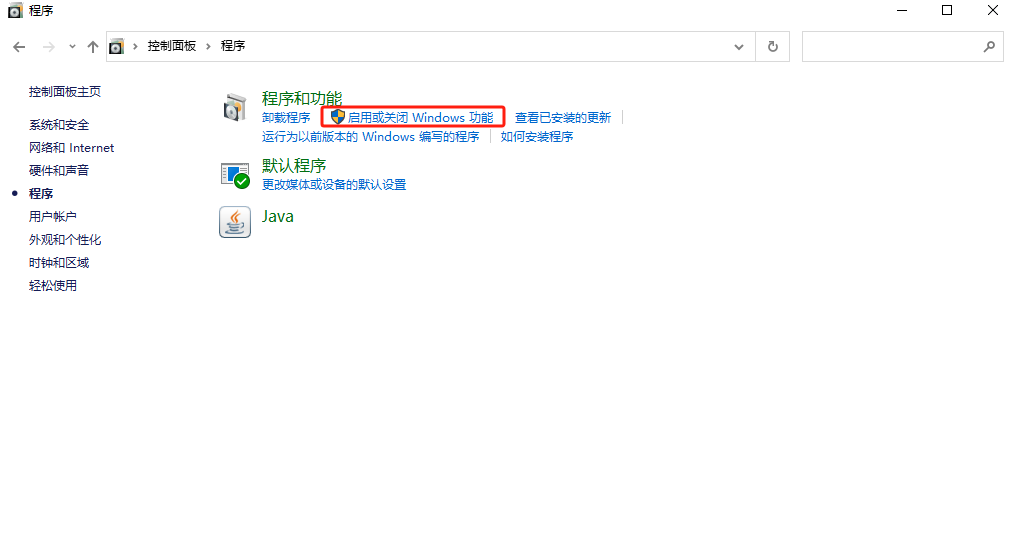 程序
控制面板 程序
控制面板主页
系统和安全
网络和 Internet
硬件和声音
程序
用户帐户
外观和个性化
时钟和区域
轻松使用
程序和功能
卸载程序 启用或关闭 Windows 功能 查看已安装的更新
运行为以前版本的 Windows 编写的程序 如何安装程序
默认程序
更改媒体或设备的默认设置
Java